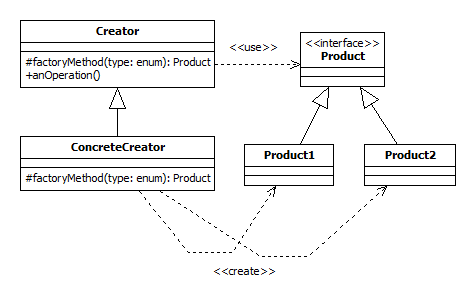 Creator
#factoryMethod(type: enum): Product
+anOperation()
<<use>>
<<interface>>
Product
ConcreteCreator
#factoryMethod(type: enum): Product
Product1
Product2
<<create>>